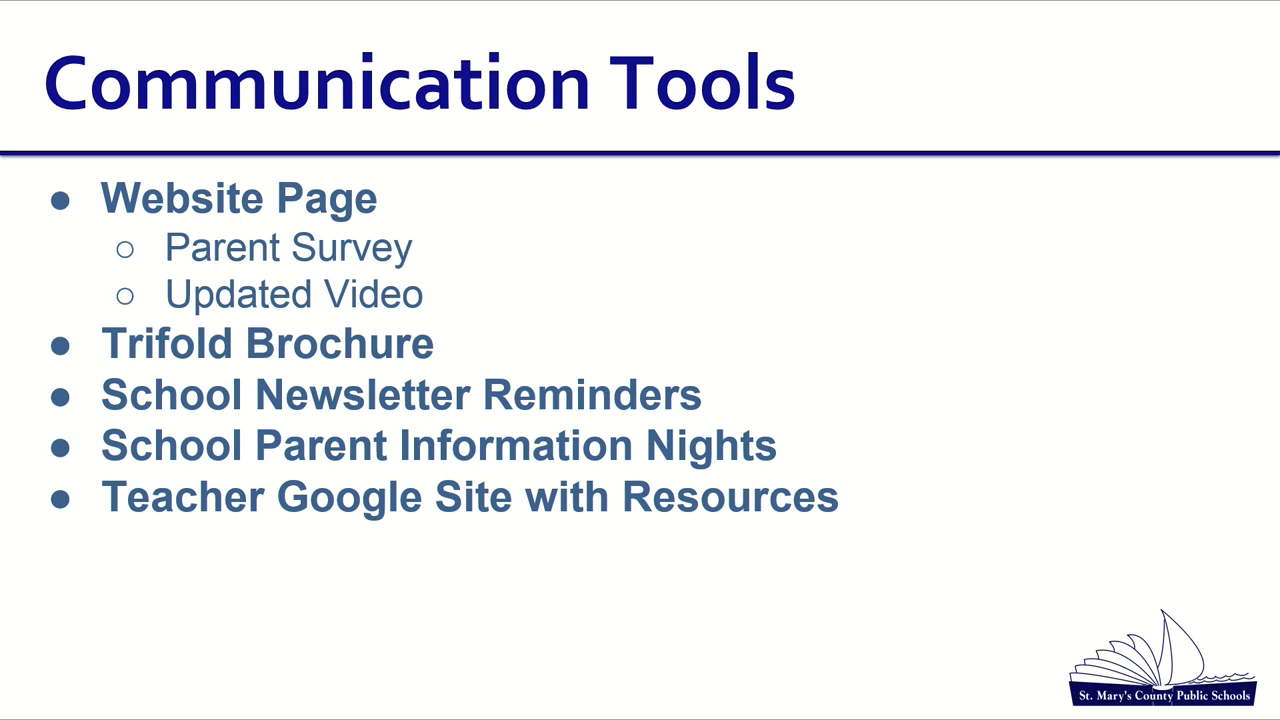 Communication Tools
● Website Page
○ Parent Survey
○ Updated Video
● Trifold Brochure
● School Newsletter Reminders
● School Parent Information Nights
● Teacher Google Site with Resources
St. Mary's County Public Schools